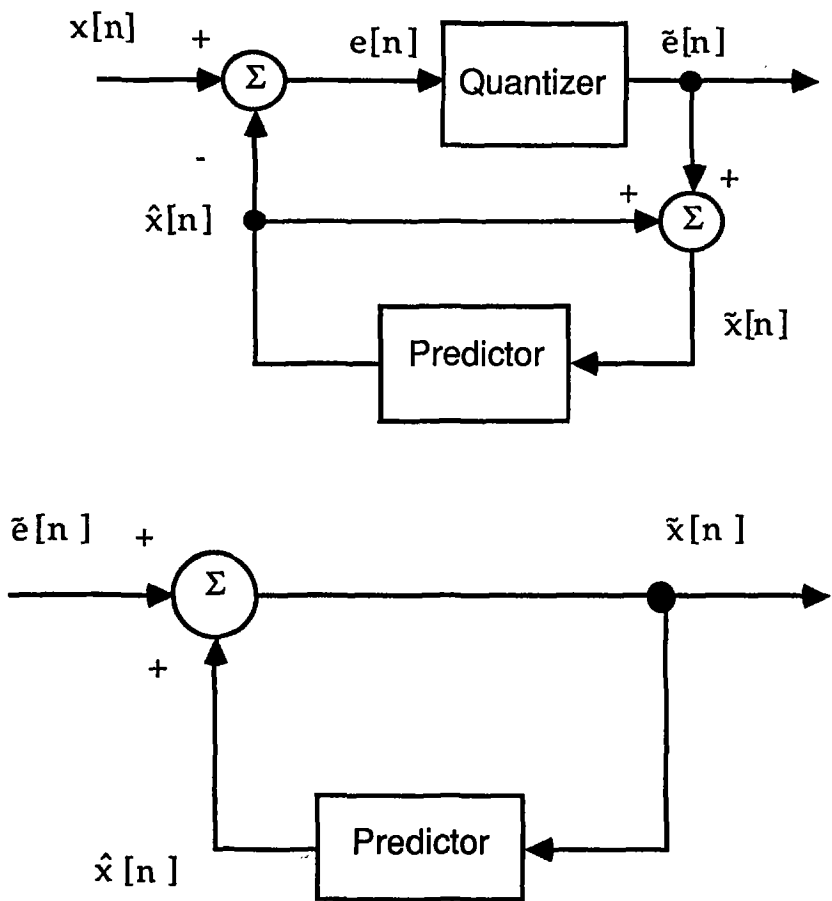 x[n] + e[n] ẽ[n]
Σ Quantizer
- + +
x̂[n] Σ
Predictor x̃[n]
ẽ[n ] + x̃[n ]
Σ
+
Predictor
x̂ [n ]